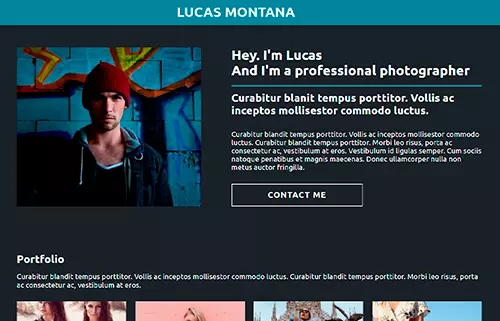 LUCAS MONTANA
Hey. I'm Lucas
And I'm a professional photographer
Curabitur blanit tempus porttitor. Vollis ac
inceptos mollisestor commodo luctus.
Curabitur blandit tempus porttitor. Vollis ac inceptos mollisestor commodo
luctus. Curabitur blandit tempus porttitor. Morbi leo risus, porta ac
consectetur ac, vestibulum at eros. Vestibulum id ligulas semper. Cum sociis
natoque penatibus et magnis maecenas. Donec ullamcorper nulla non
metus auctor fringilla.
CONTACT ME
Portfolio
Curabitur blandit tempus porttitor. Vollis ac inceptos mollisestor commodo luctus. Curabitur blandit tempus porttitor. Morbi leo risus, porta
ac consectetur ac, vestibulum at eros.